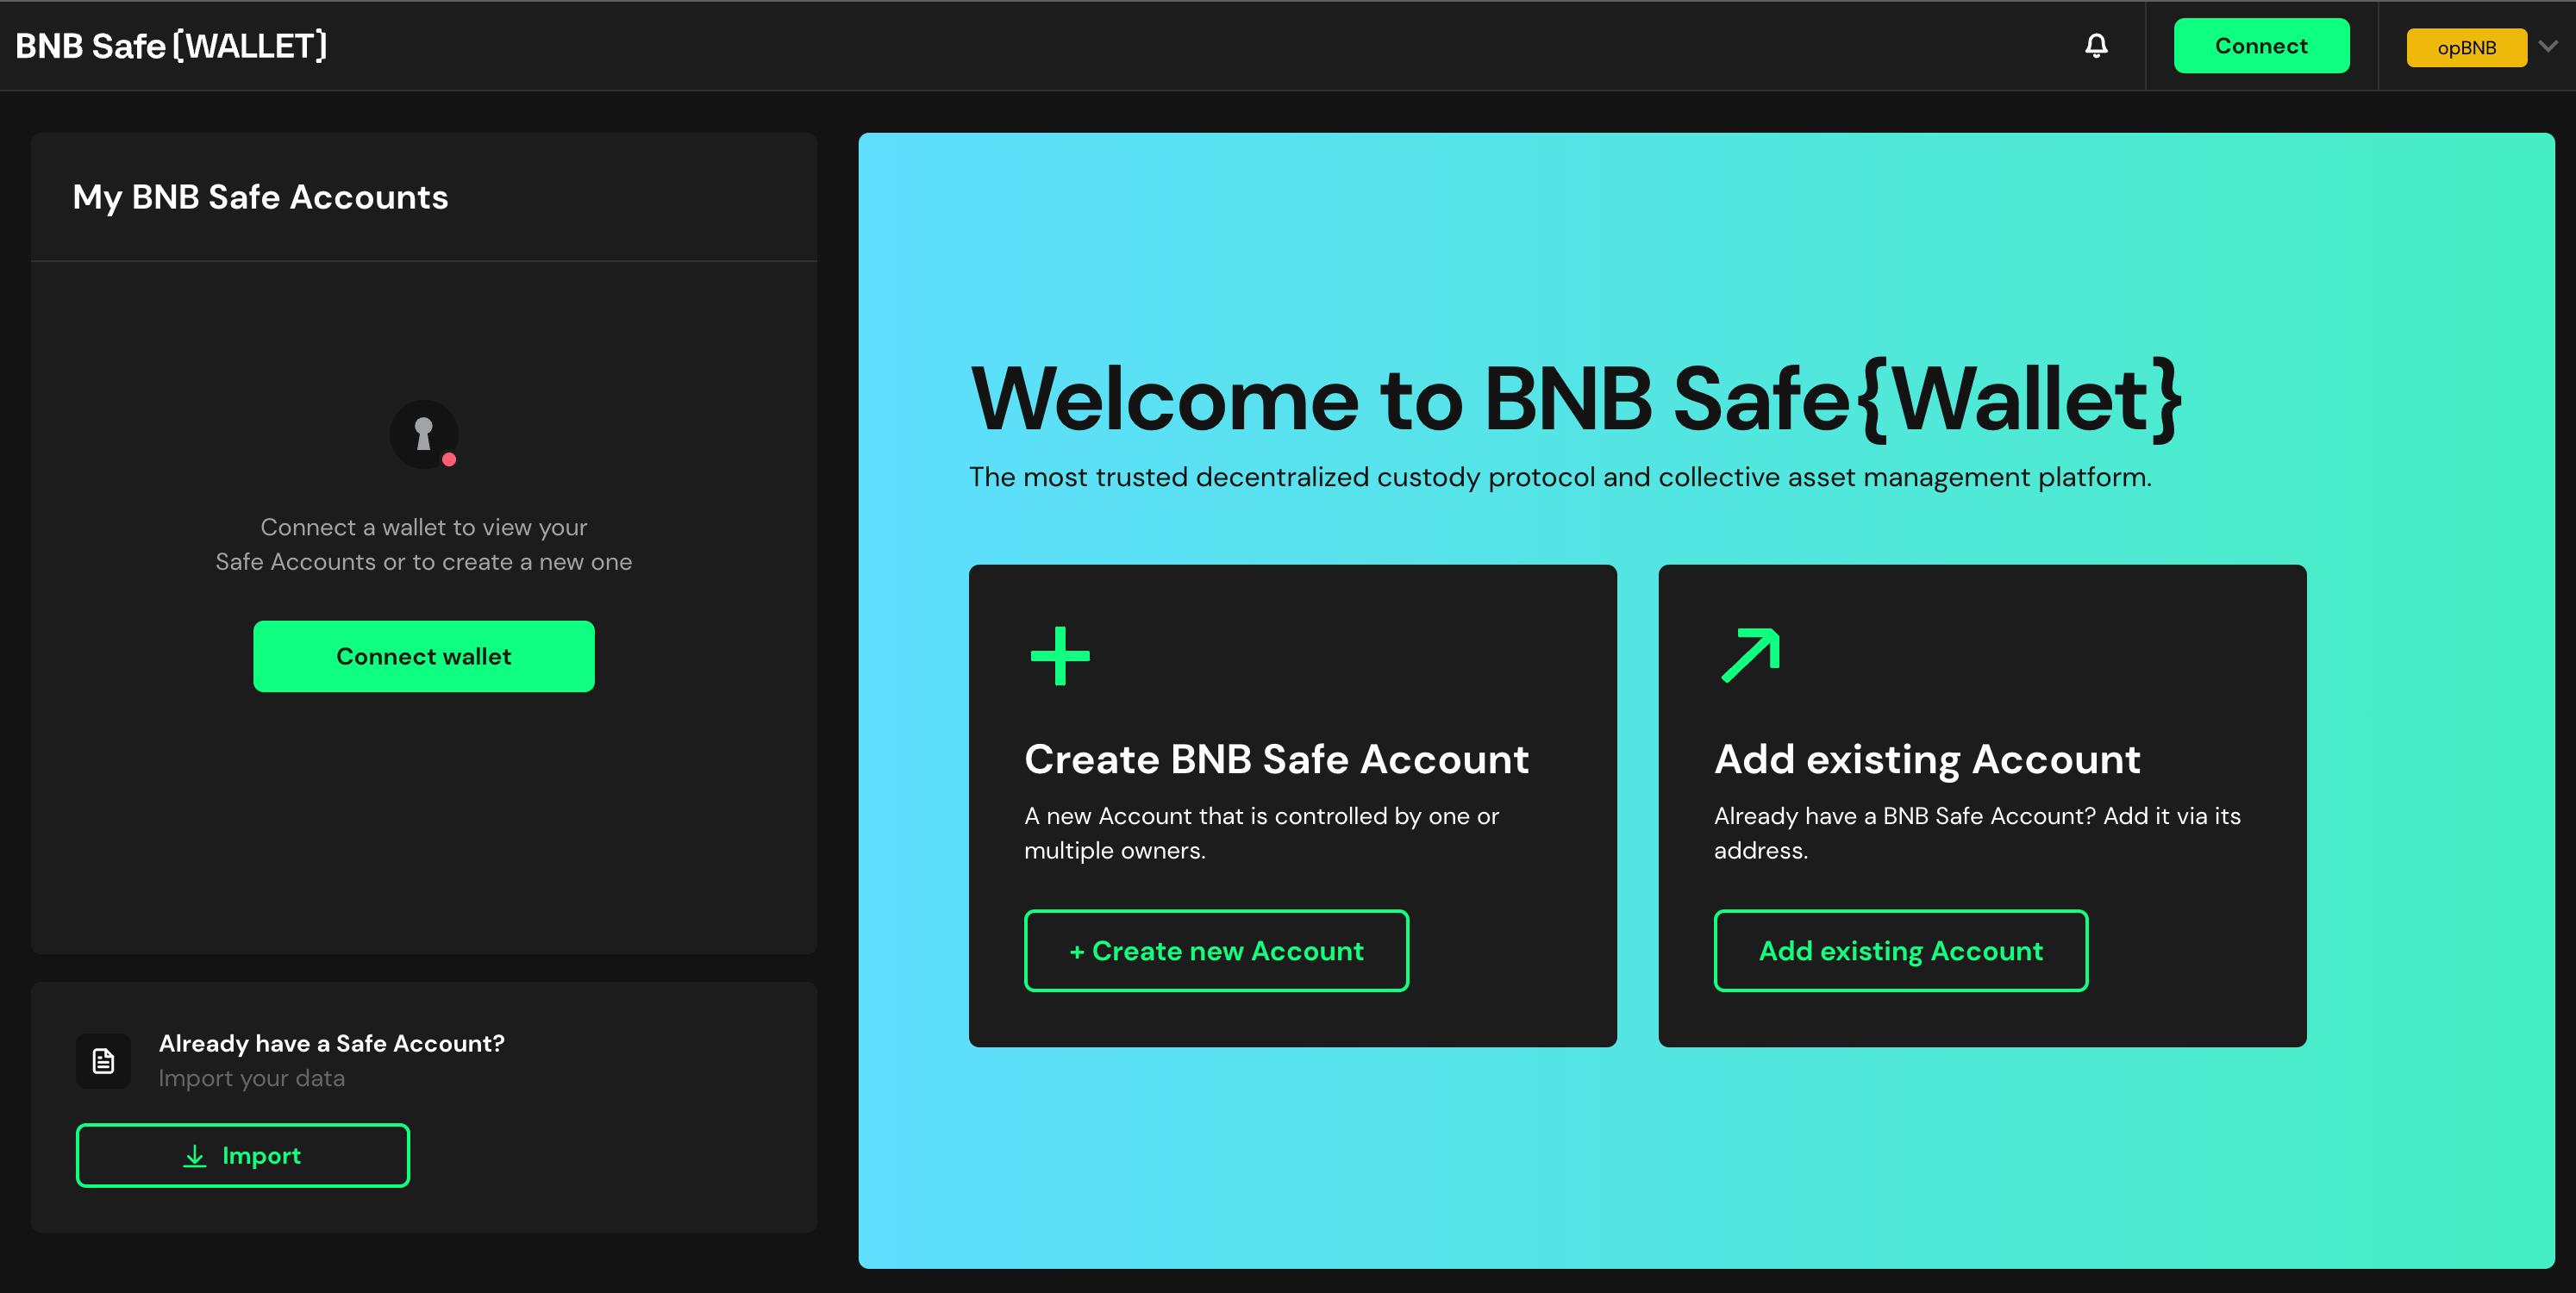 BNB Safe [WALLET]
Connect
opBNB
My BNB Safe Accounts
Connect a wallet to view your
Safe Accounts or to create a new one
Connect wallet
Already have a Safe Account?
Import your data
Import
Welcome to BNB Safe{Wallet}
The most trusted decentralized custody protocol and collective asset management platform.
Create BNB Safe Account
A new Account that is controlled by one or
multiple owners.
+ Create new Account
Add existing Account
Already have a BNB Safe Account? Add it via its
address.
Add existing Account